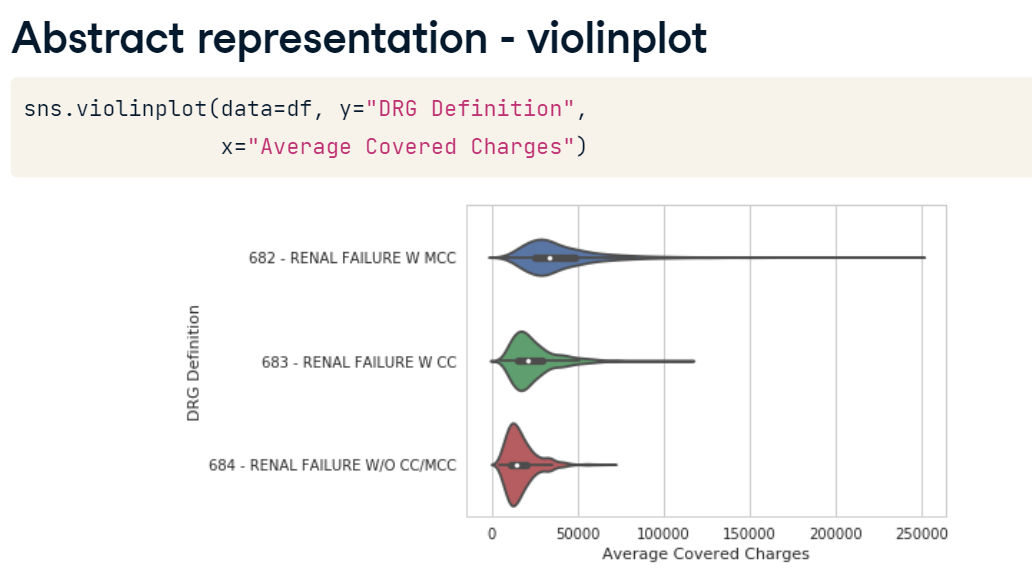 Abstract representation - violinplot
sns.violinplot(data=df, y="DRG Definition",
x="Average Covered Charges")
682 - RENAL FAILURE W MCC
683 - RENAL FAILURE W CC
684 - RENAL FAILURE W/O CC/MCC
DRG Definition
0 50000 100000 150000 200000 250000
Average Covered Charges